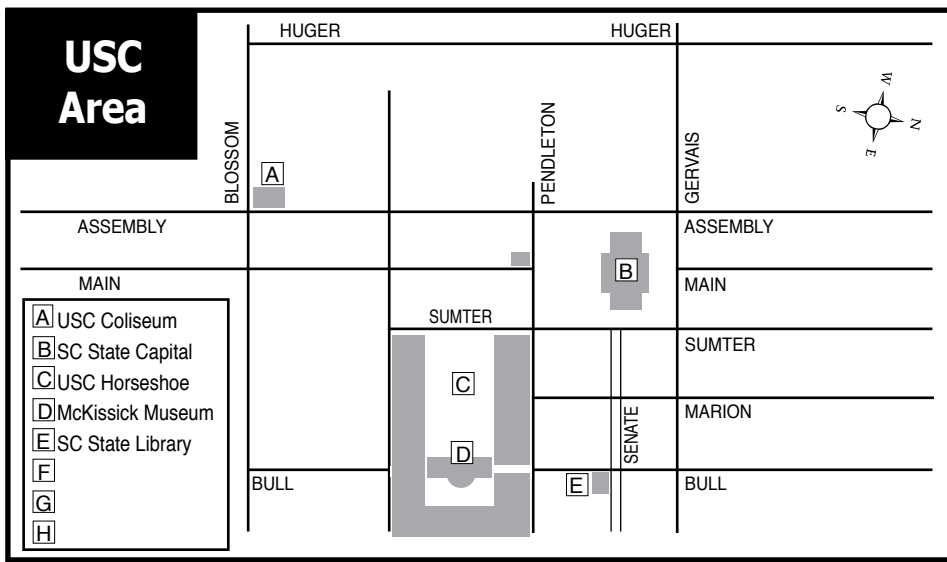 USC
Area
HUGER
HUGER
BLOSSOM
PENDLETON
GERVAIS
W
S
N
E
A
ASSEMBLY
ASSEMBLY
B
MAIN
MAIN
SUMTER
SUMTER
A USC Coliseum
B SC State Capital
C USC Horseshoe
D McKissick Museum
E SC State Library
F
G
H
C
MARION
SENATE
D
BULL
E
BULL